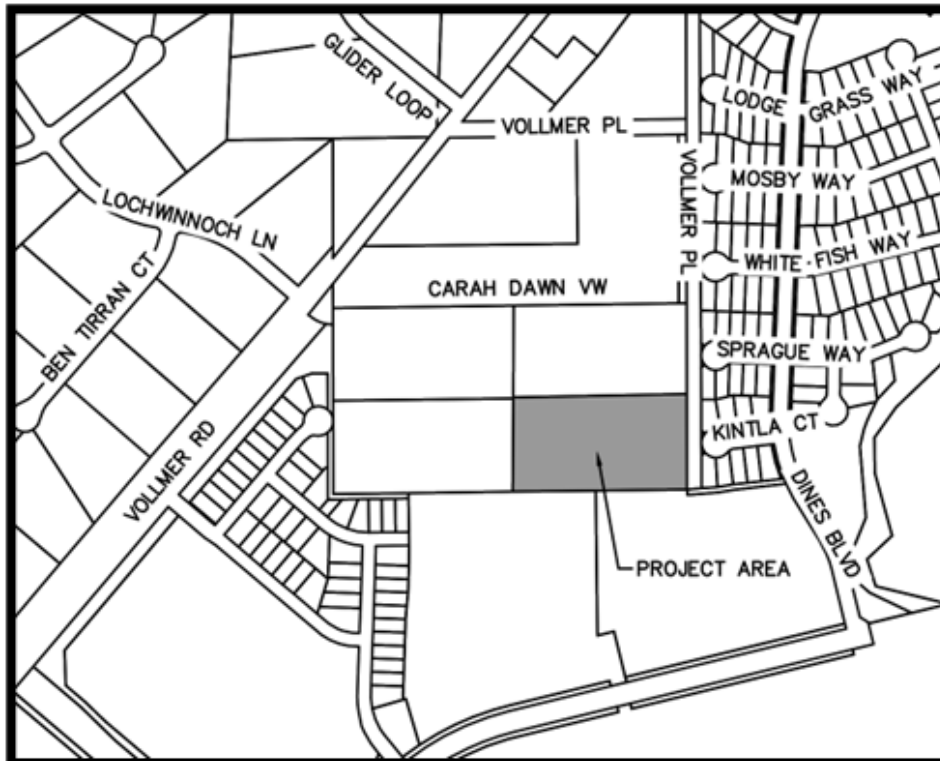 GLIDER LOOP
LODGE GRASS WAY
VOLLMER PL
VOLLMER PL
MOSBY WAY
LOCHWINNOCH LN
WHITE FISH WAY
CARAH DAWN VW
BEN TIRRAN CT
SPRAGUE WAY
KINTLA CT
VOLLMER RD
DINES BLVD
PROJECT AREA